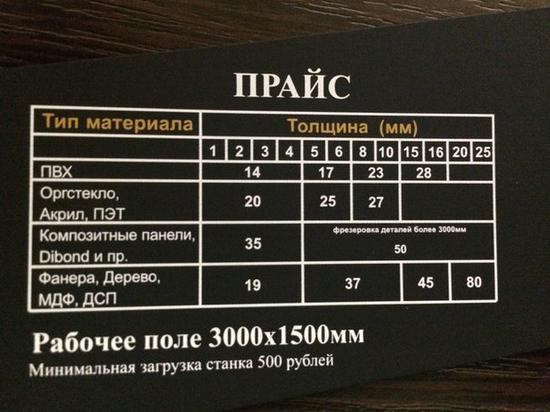 ПРАЙС
Тип материала Толщина (мм)
1 2 3 4 5 6 8 10 15 16 20 25
ПВХ 14 17 23 28
Оргстекло,
Акрил, ПЭТ 20 25 27
Композитные панели,
Dibond и пр. 35 фрезеровка деталей более 3000мм
50
Фанера, Дерево,
МДФ, ДСП 19 37 45 80
Рабочее поле 3000х1500мм
Минимальная загрузка станка 500 рублей